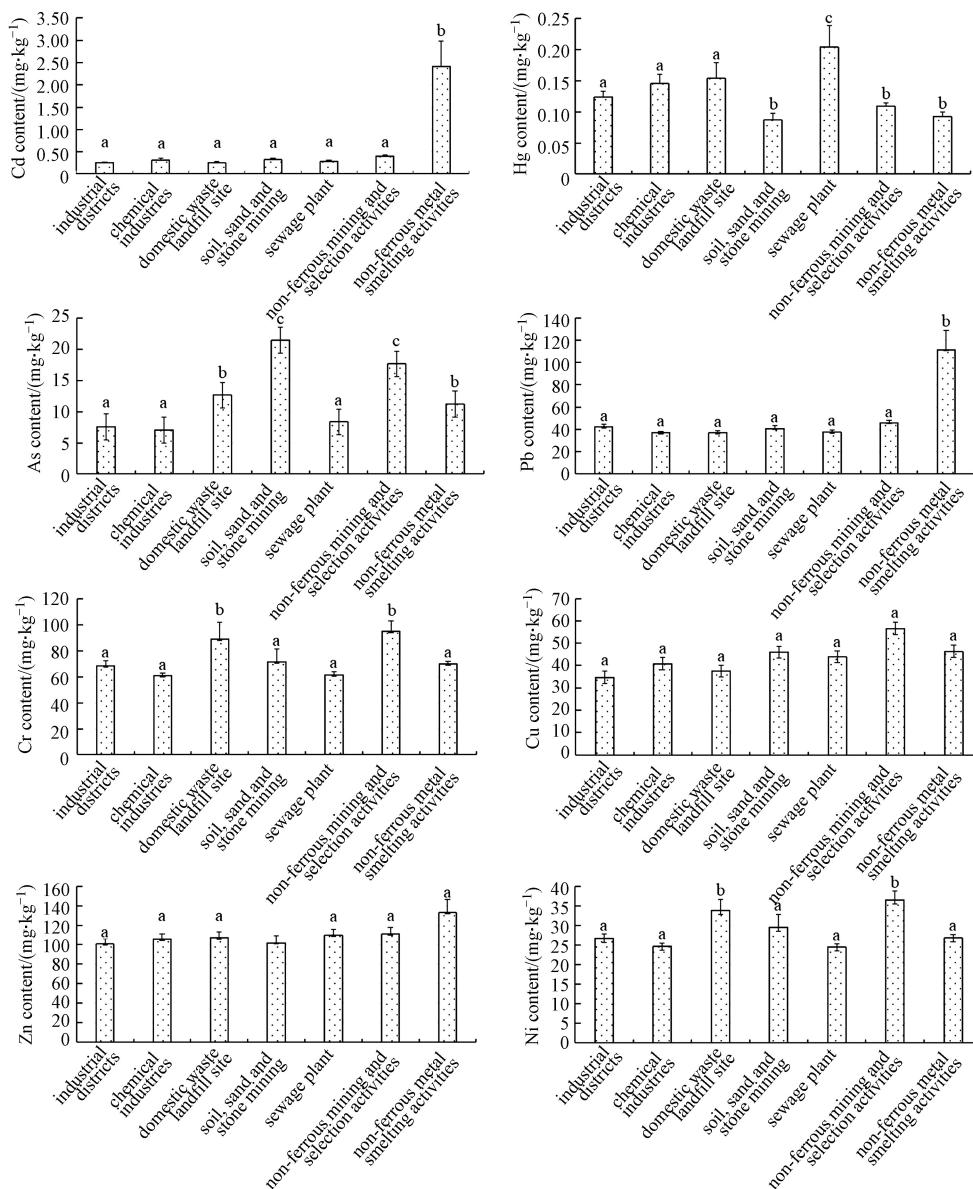 Cd content/(mg·kg⁻¹)
3.50
3.00
2.50
2.00
1.50
1.00
0.50
0
a
a
a
a
a
a
b
industrial
districts
chemical
industries
domestic waste
landfill site
soil, sand and
stone mining
sewage plant
non-ferrous mining and
selection activities
non-ferrous metal
smelting activities
Hg content/(mg·kg⁻¹)
0.25
0.20
0.15
0.10
0.05
0
a
a
a
b
c
b
b
industrial
districts
chemical
industries
domestic waste
landfill site
soil, sand and
stone mining
sewage plant
non-ferrous mining and
selection activities
non-ferrous metal
smelting activities
As content/(mg·kg⁻¹)
25
20
15
10
5
0
a
a
b
c
a
c
b
industrial
districts
chemical
industries
domestic waste
landfill site
soil, sand and
stone mining
sewage plant
non-ferrous mining and
selection activities
non-ferrous metal
smelting activities
Pb content/(mg·kg⁻¹)
140
120
100
80
60
40
20
0
a
a
a
a
a
a
b
industrial
districts
chemical
industries
domestic waste
landfill site
soil, sand and
stone mining
sewage plant
non-ferrous mining and
selection activities
non-ferrous metal
smelting activities
Cr content/(mg·kg⁻¹)
120
100
80
60
40
20
0
a
a
b
a
a
b
a
industrial
districts
chemical
industries
domestic waste
landfill site
soil, sand and
stone mining
sewage plant
non-ferrous mining and
selection activities
non-ferrous metal
smelting activities
Cu content/(mg·kg⁻¹)
70
60
50
40
30
20
10
0
a
a
a
a
a
a
a
industrial
districts
chemical
industries
domestic waste
landfill site
soil, sand and
stone mining
sewage plant
non-ferrous mining and
selection activities
non-ferrous metal
smelting activities
Zn content/(mg·kg⁻¹)
160
140
120
100
80
60
40
20
0
a
a
a
a
a
a
industrial
districts
chemical
industries
domestic waste
landfill site
soil, sand and
stone mining
sewage plant
non-ferrous mining and
selection activities
non-ferrous metal
smelting activities
Ni content/(mg·kg⁻¹)
40
35
30
25
20
15
10
5
0
a
a
b
a
a
b
a
industrial
districts
chemical
industries
domestic waste
landfill site
soil, sand and
stone mining
sewage plant
non-ferrous mining and
selection activities
non-ferrous metal
smelting activities